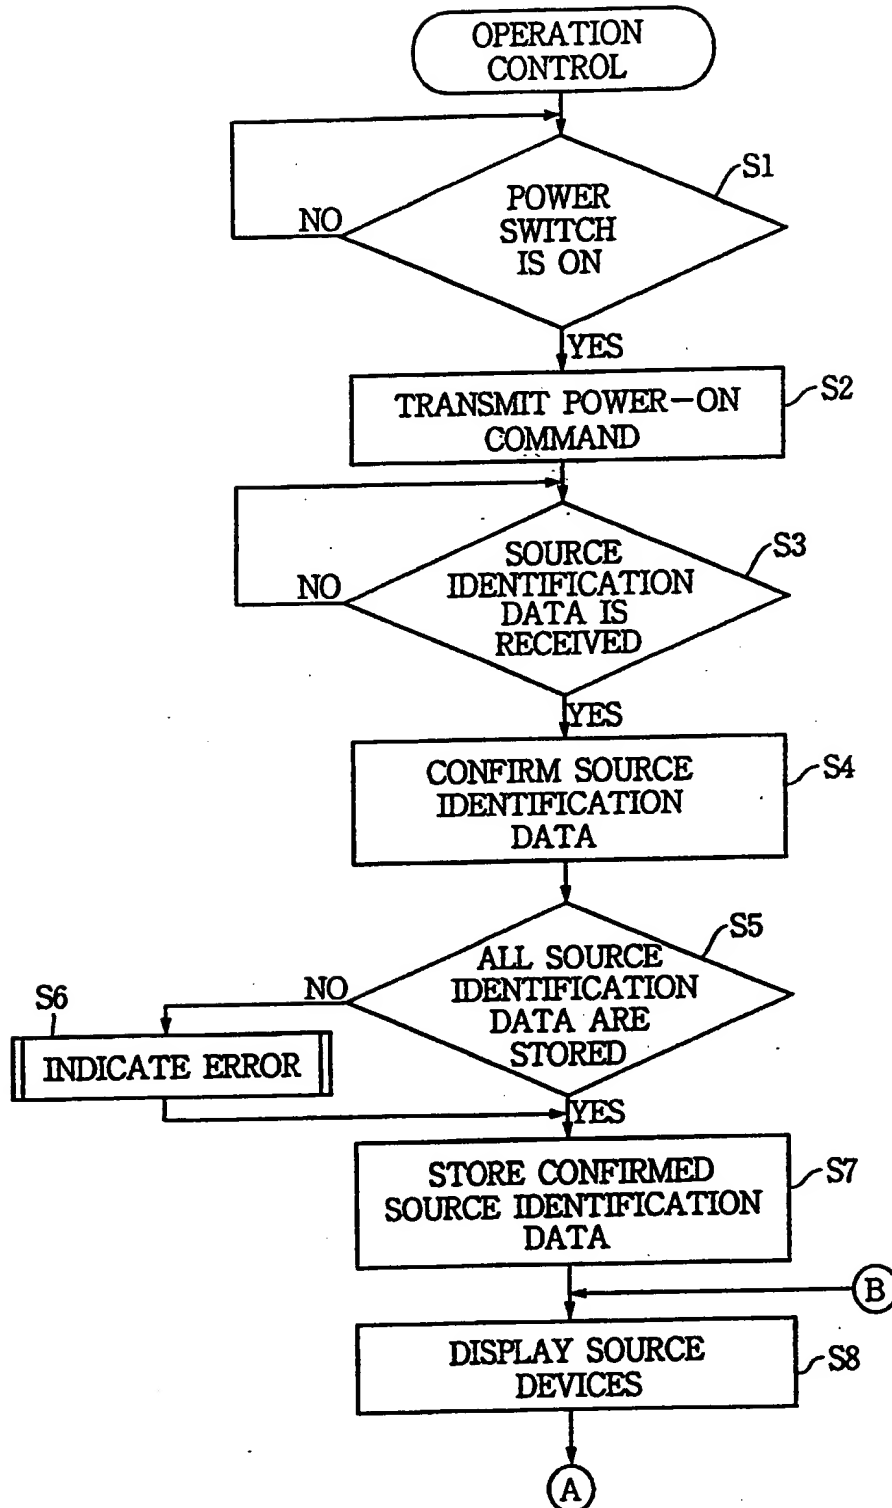 OPERATION
CONTROL
S1
POWER
SWITCH
IS ON
NO
YES
S2
TRANSMIT POWER-ON
COMMAND
S3
SOURCE
IDENTIFICATION
DATA IS
RECEIVED
NO
YES
S4
CONFIRM SOURCE
IDENTIFICATION
DATA
S5
ALL SOURCE
IDENTIFICATION
DATA ARE
STORED
NO
S6
INDICATE ERROR
YES
S7
STORE CONFIRMED
SOURCE IDENTIFICATION
DATA
B
S8
DISPLAY SOURCE
DEVICES
A